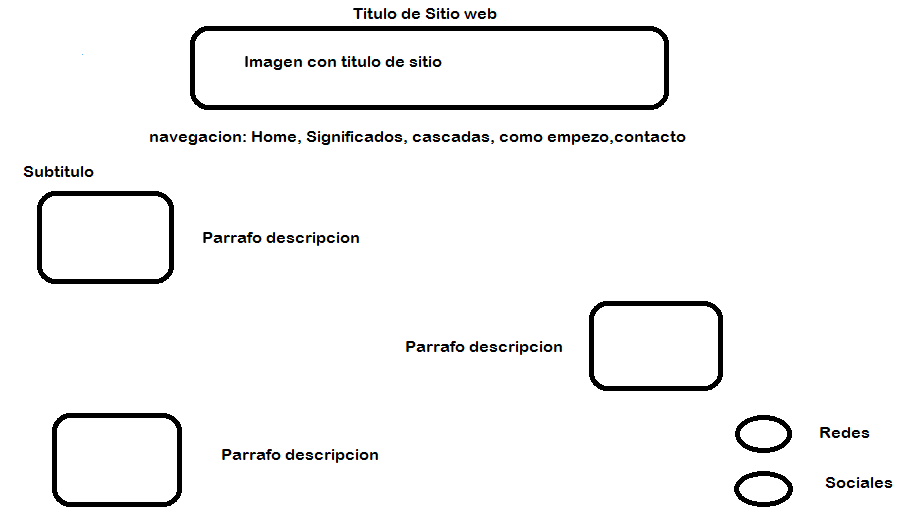 Titulo de Sitio web
Imagen con titulo de sitio
navegacion: Home, Significados, cascadas, como empezo,contacto
Subtitulo
Parrafo descripcion
Parrafo descripcion
Parrafo descripcion
Redes
Sociales